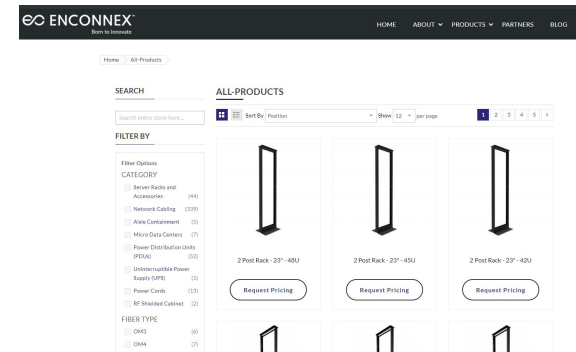 ENCONNEX™
Born to Innovate
HOME ABOUT PRODUCTS PARTNERS BLOG
Home All-Products
SEARCH
Search entire store here...
FILTER BY
Filter Options
CATEGORY
Server Racks and
Accessories (44)
Network Cabling (339)
Aisle Containment (5)
Micro Data Centers (7)
Power Distribution Units
(PDUs) (52)
Uninterruptible Power
Supply (UPS) (1)
Power Cords (13)
RF Shielded Cabinet (2)
FIBER TYPE
OM3 (6)
OM4 (7)
ALL-PRODUCTS
Sort By Position Show 12 per page 1 2 3 4 5 >
2 Post Rack - 23" - 48U
Request Pricing
2 Post Rack - 23" - 45U
Request Pricing
2 Post Rack - 23" - 42U
Request Pricing